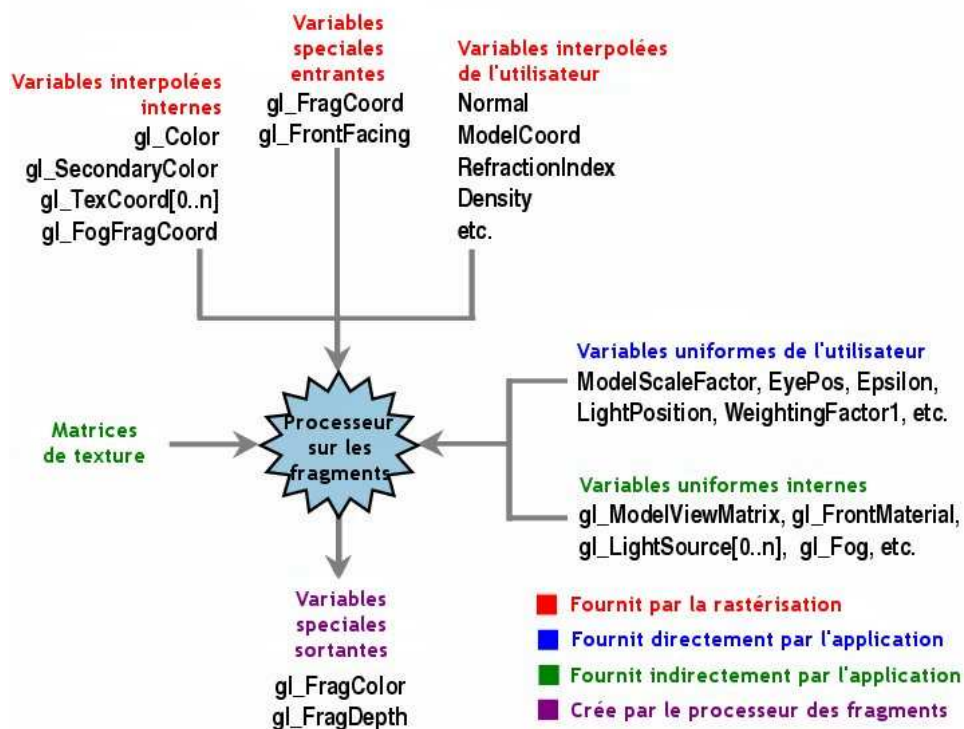 Variables
speciales
entrantes
gl_FragCoord
gl_FrontFacing
Variables interpolées
internes
gl_Color
gl_SecondaryColor
gl_TexCoord[0..n]
gl_FogFragCoord
Variables interpolées
de l'utilisateur
Normal
ModelCoord
RefractionIndex
Density
etc.
Matrices
de texture
Processeur
sur les
fragments
Variables uniformes de l'utilisateur
ModelScaleFactor, EyePos, Epsilon,
LightPosition, WeightingFactor1, etc.
Variables uniformes internes
gl_ModelViewMatrix, gl_FrontMaterial,
gl_LightSource[0..n], gl_Fog, etc.
Variables
speciales
sortantes
gl_FragColor
gl_FragDepth
Fournit par la rastérisation
Fournit directement par l'application
Fournit indirectement par l'application
Crée par le processeur des fragments